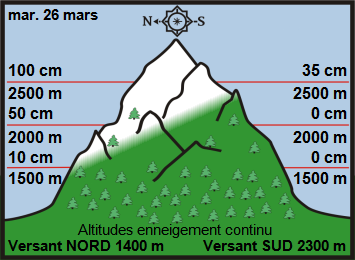 mar. 26 mars
N S
100 cm 35 cm
2500 m 2500 m
50 cm 0 cm
2000 m 2000 m
10 cm 0 cm
1500 m 1500 m
Altitudes enneigement continu
Versant NORD 1400 m Versant SUD 2300 m